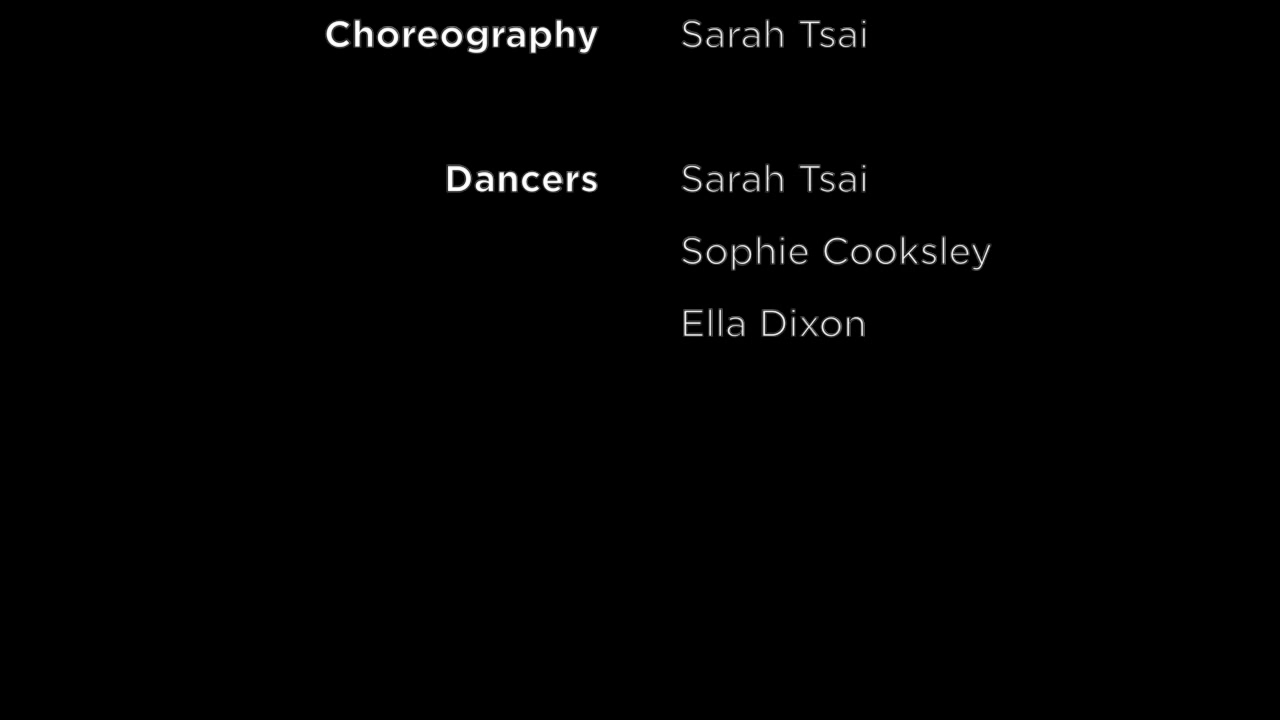 Choreography Sarah Tsai
Dancers Sarah Tsai
Sophie Cooksley
Ella Dixon